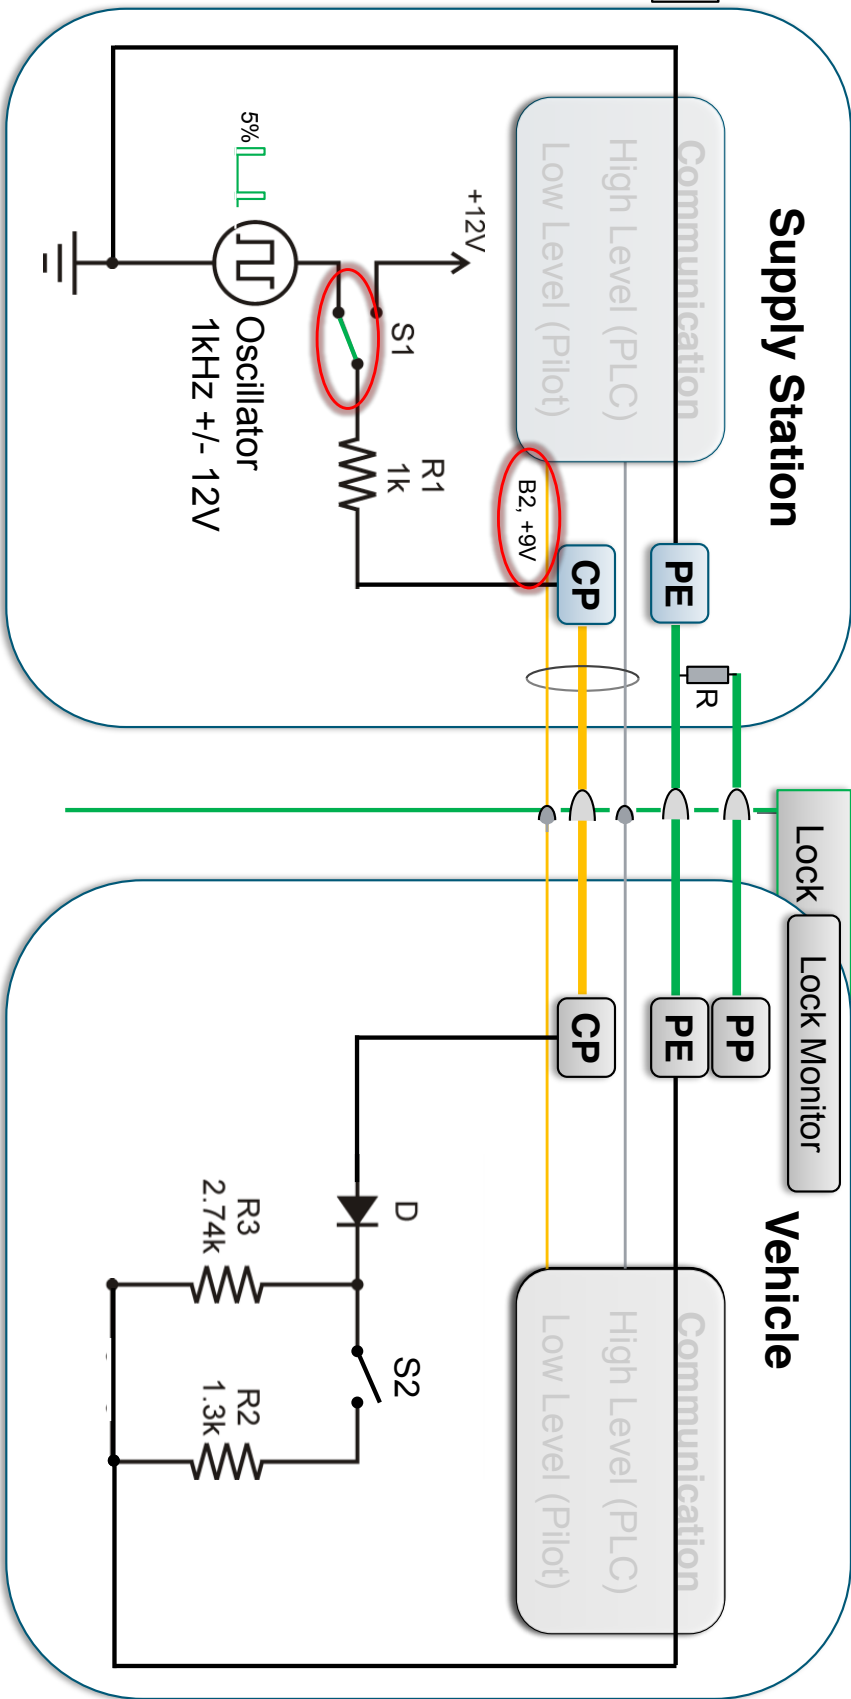 Supply Station
Communication
High Level (PLC)
Low Level (Pilot)
+12V
S1
R1
1k
5%
Oscillator
1kHz +/- 12V
B2, +9V
CP
PE
R
Lock
Lock Monitor
Vehicle
CP
PE
PP
Communication
High Level (PLC)
Low Level (Pilot)
D
S2
R3
2.74k
R2
1.3k